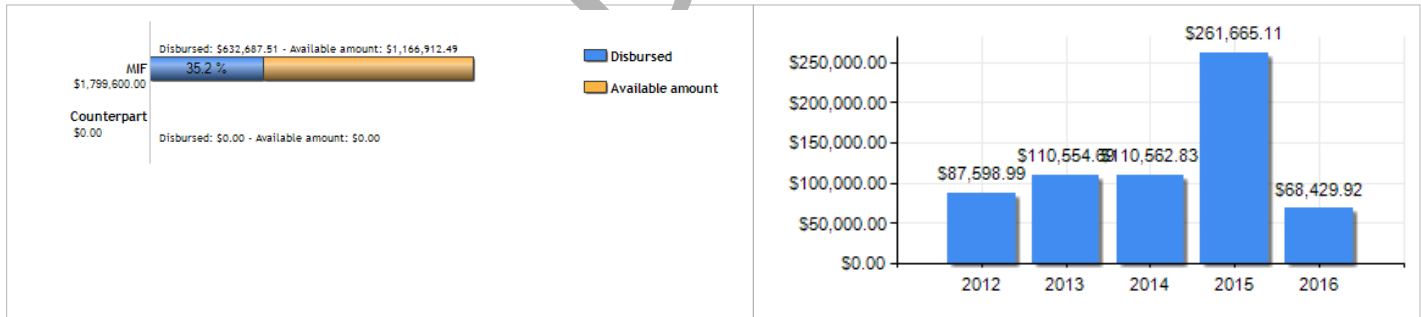 Disbursed: $632,687.51 - Available amount: $1,166,912.49
MIF
35.2 %
$1,799,600.00
Counterpart
$0.00
Disbursed: $0.00 - Available amount: $0.00
Disbursed
Available amount
$261,665.11
$250,000.00
$200,000.00
$150,000.00
$110,562.83
$87,598.99
$100,000.00
$68,429.92
$50,000.00
$0.00
2012 2013 2014 2015 2016